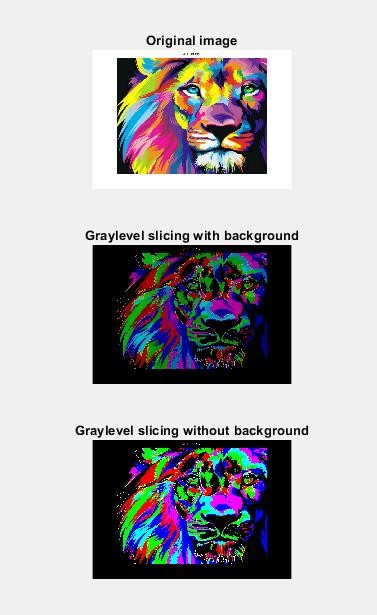 Original image
Graylevel slicing with background
Graylevel slicing without background